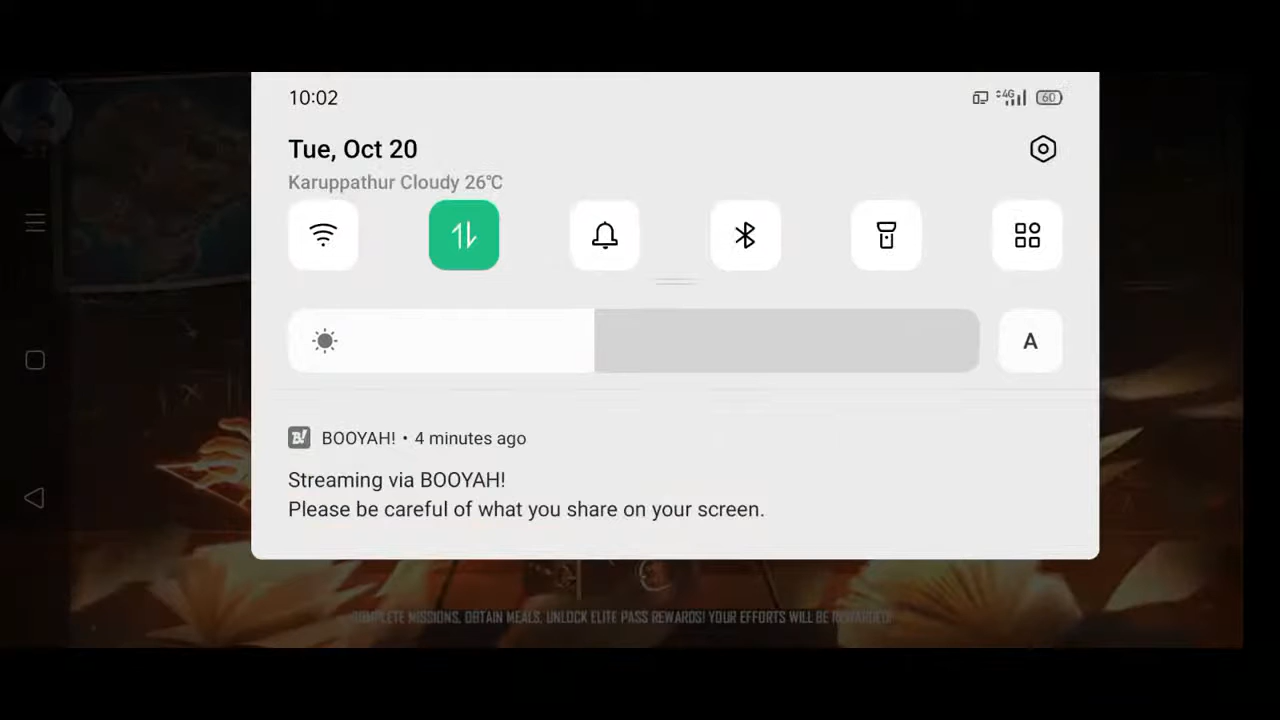 10:02
4G
60
Tue, Oct 20
Karuppathur Cloudy 26°C
A
B! BOOYAH! • 4 minutes ago
Streaming via BOOYAH!
Please be careful of what you share on your screen.
COMPLETE MISSIONS, OBTAIN MEALS, UNLOCK ELITE PASS REWARDS! YOUR EFFORTS WILL BE REWARDED!